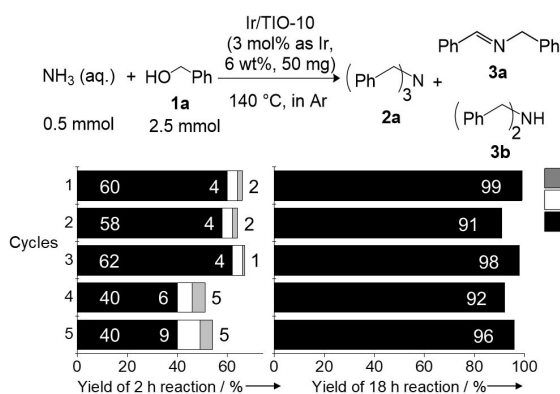 Ir/TIO-10
(3 mol% as Ir,
6 wt%, 50 mg)
NH3 (aq.) + HO Ph
1a
140 °C, in Ar
(Ph )3 N +
2a
Ph N Ph
3a
(Ph )2 NH
3b
0.5 mmol 2.5 mmol
Cycles
1 60 4 2 99
2 58 4 2 91
3 62 4 1 98
4 40 6 5 92
5 40 9 5 96
0 20 40 60 0 20 40 60 80 100
Yield of 2 h reaction / % Yield of 18 h reaction / %